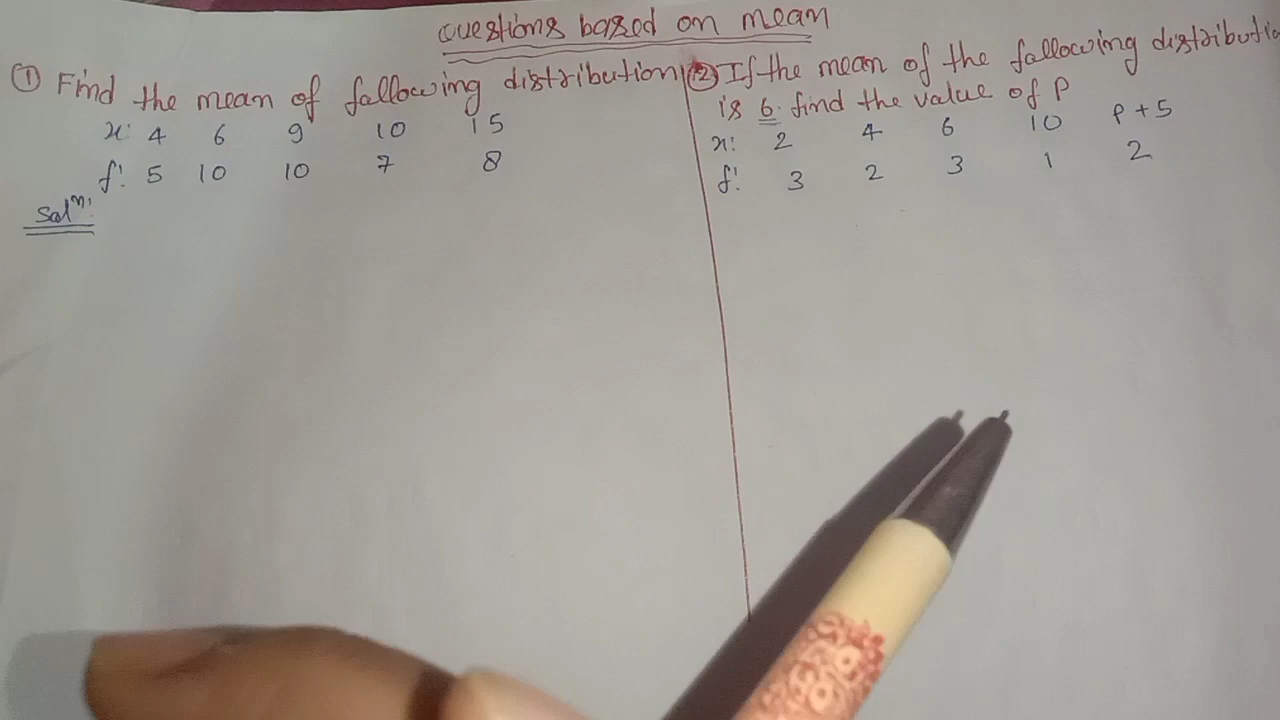 Questions based on mean
① Find the mean of following distribution
x: 4 6 9 10 15
f: 5 10 10 7 8
Solⁿ:
② If the mean of the following distributio
is 6. find the value of P
x: 2 4 6 10 P+5
f: 3 2 3 1 2